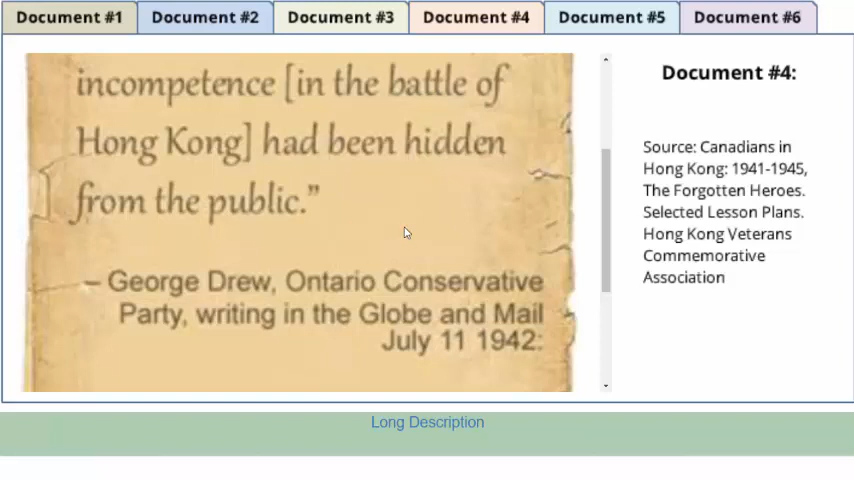 Document #1
Document #2
Document #3
Document #4
Document #5
Document #6
incompetence [in the battle of
Hong Kong] had been hidden
from the public.”
– George Drew, Ontario Conservative
Party, writing in the Globe and Mail
July 11 1942:
Document #4:
Source: Canadians in
Hong Kong: 1941-1945,
The Forgotten Heroes.
Selected Lesson Plans.
Hong Kong Veterans
Commemorative
Association
Long Description